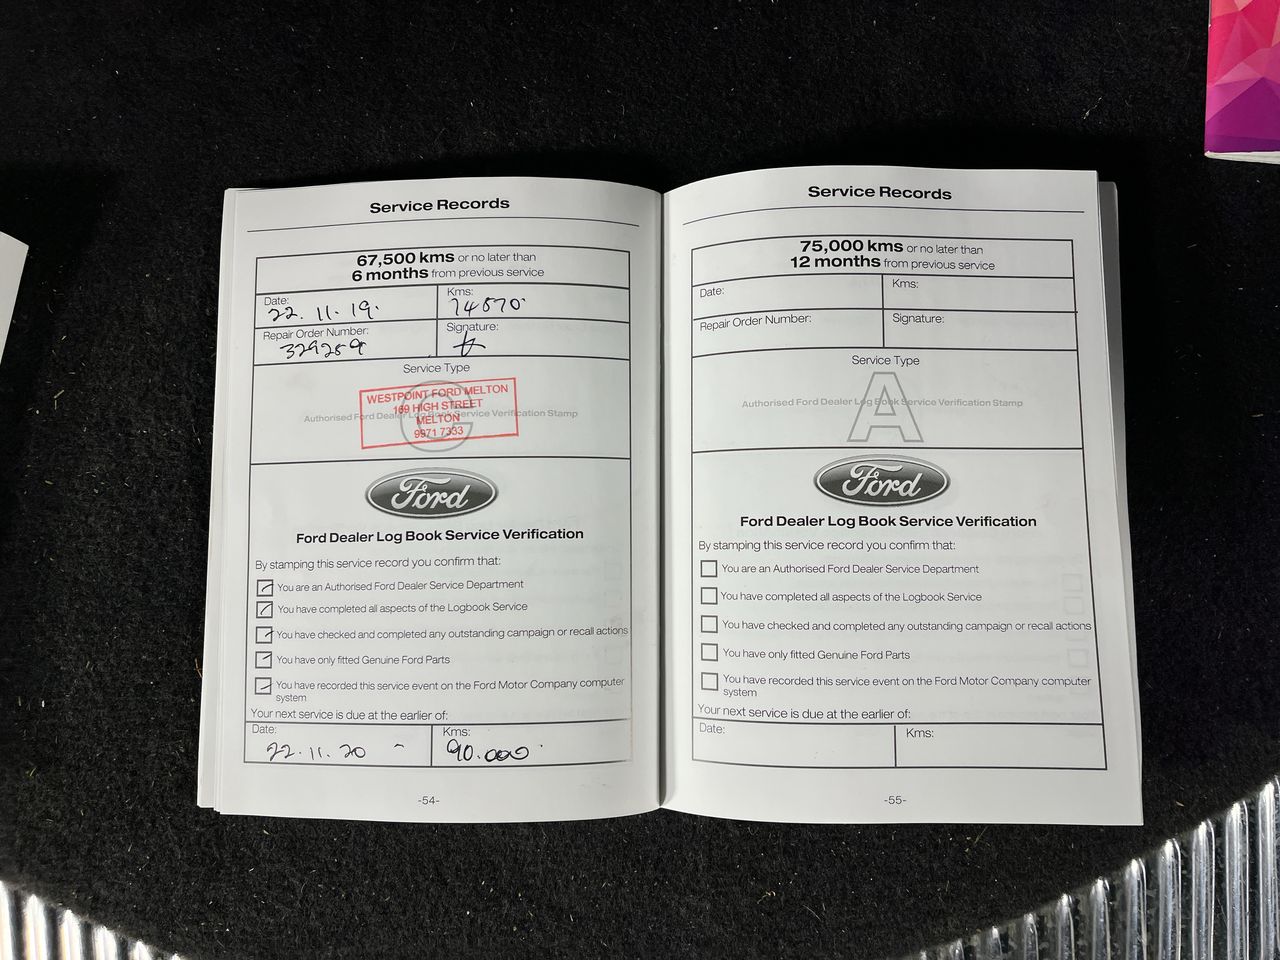 Service Records
67,500 kms or no later than
6 months from previous service
Date:
22.11.19.
Kms:
74570
Repair Order Number:
329259
Signature:
Service Type
C
Authorised Ford Dealer Log Book Service Verification Stamp
WESTPOINT FORD MELTON
169 HIGH STREET
MELTON
9971 7333
Ford
Ford Dealer Log Book Service Verification
By stamping this service record you confirm that:
You are an Authorised Ford Dealer Service Department
You have completed all aspects of the Logbook Service
You have checked and completed any outstanding campaign or recall actions
You have only fitted Genuine Ford Parts
You have recorded this service event on the Ford Motor Company computer
system
Your next service is due at the earlier of:
Date:
22.11.20
Kms:
90.000
-54-
Service Records
75,000 kms or no later than
12 months from previous service
Date:
Kms:
Repair Order Number:
Signature:
Service Type
A
Authorised Ford Dealer Log Book Service Verification Stamp
Ford
Ford Dealer Log Book Service Verification
By stamping this service record you confirm that:
You are an Authorised Ford Dealer Service Department
You have completed all aspects of the Logbook Service
You have checked and completed any outstanding campaign or recall actions
You have only fitted Genuine Ford Parts
You have recorded this service event on the Ford Motor Company computer
system
Your next service is due at the earlier of:
Date:
Kms:
-55-